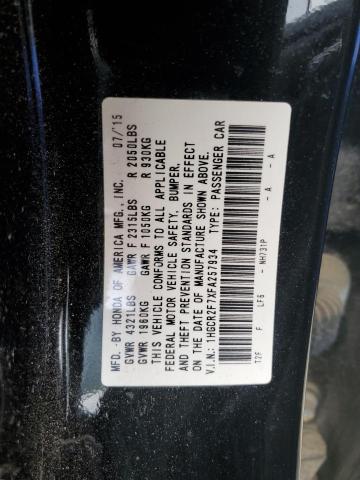 MFD.-BY HONDA OF AMERICA MFG.,INC. 07/'15
GVWR 4321LBS GAWR F 2315LBS R 2050LBS
GVWR 1960KG GAWR F 1050KG R 930KG
THIS VEHICLE CONFORMS TO ALL APPLICABLE
FEDERAL MOTOR VEHICLE SAFETY, BUMPER,
AND THEFT PREVENTION STANDARDS IN EFFECT
ON THE DATE OF MANUFACTURE SHOWN ABOVE.
V.I.N: 1HGCR2F7XFA257934 TYPE: PASSENGER CAR
T2F F LF6 - NH731P - A - A